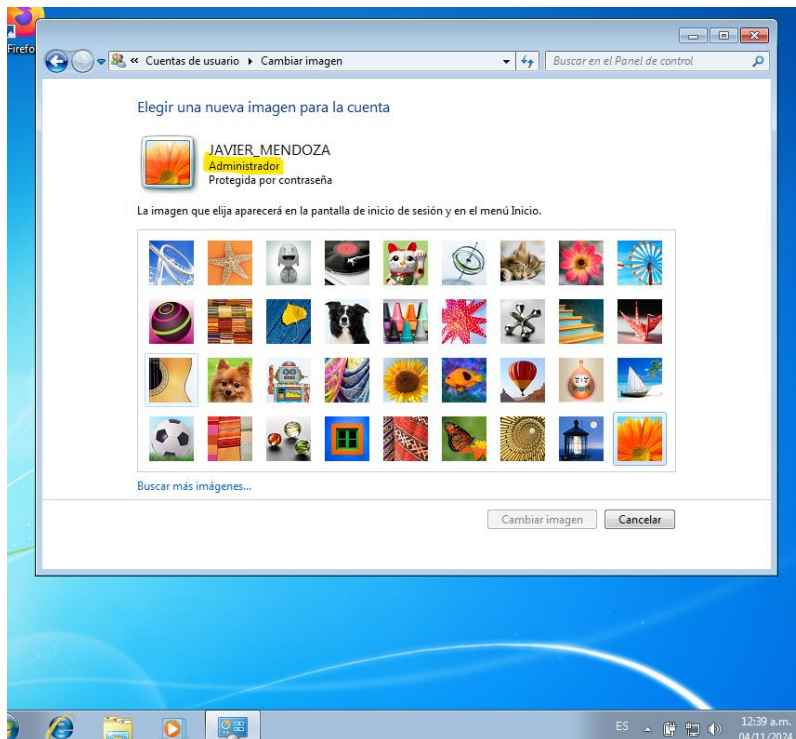 Firefo
« Cuentas de usuario ▸ Cambiar imagen
Buscar en el Panel de control
Elegir una nueva imagen para la cuenta
JAVIER_MENDOZA
Administrador
Protegida por contraseña
La imagen que elija aparecerá en la pantalla de inicio de sesión y en el menú Inicio.
Buscar más imágenes...
Cambiar imagen
Cancelar
ES
12:39 a.m.
04/11/2024